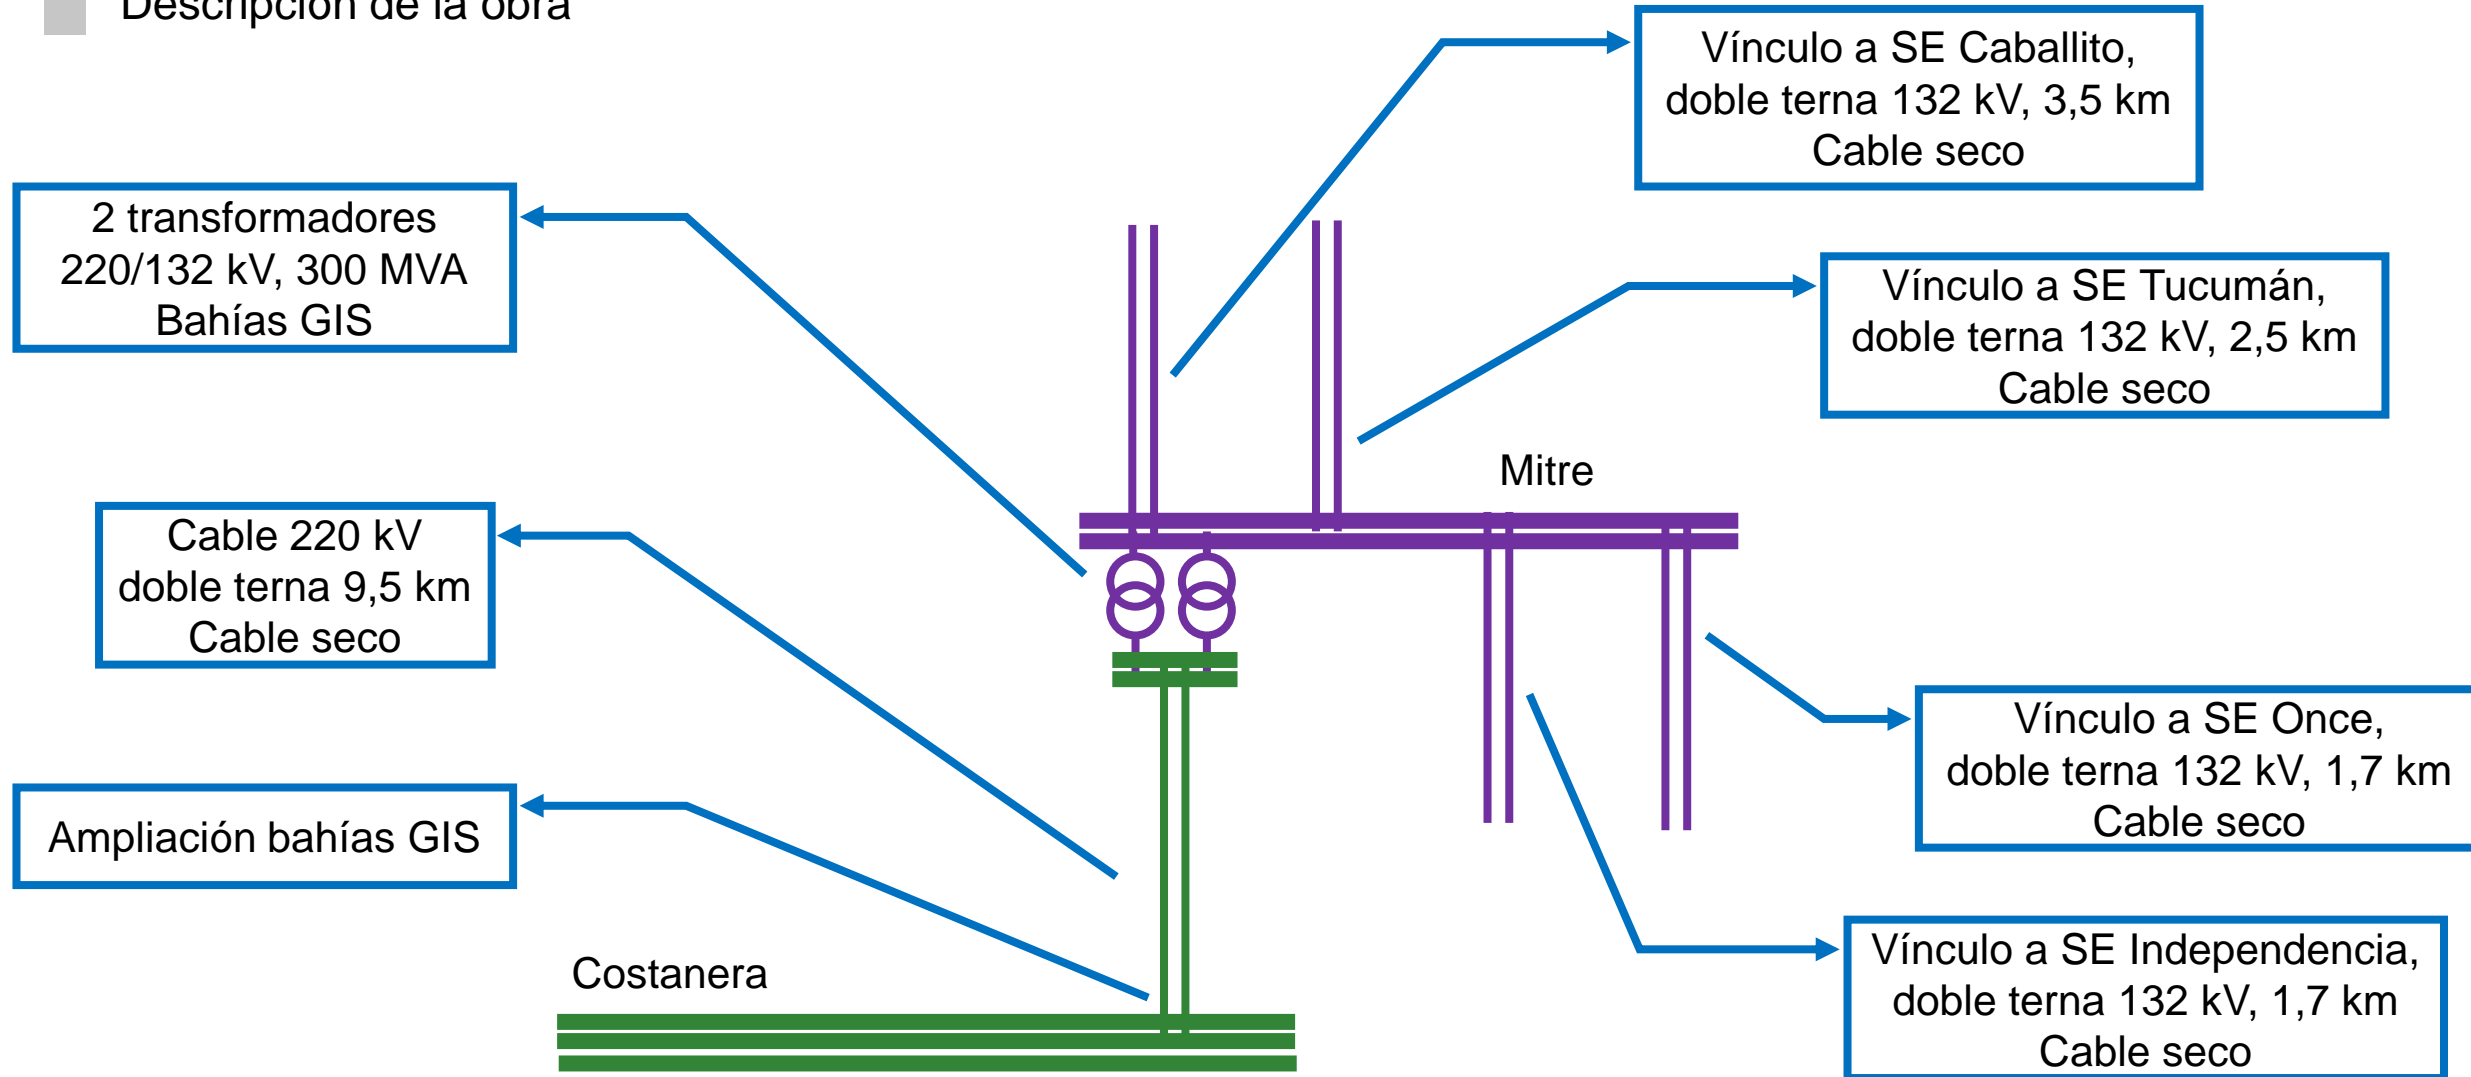 Descripción de la obra
Vínculo a SE Caballito,
doble terna 132 kV, 3,5 km
Cable seco
2 transformadores
220/132 kV, 300 MVA
Bahías GIS
Vínculo a SE Tucumán,
doble terna 132 kV, 2,5 km
Cable seco
Mitre
Cable 220 kV
doble terna 9,5 km
Cable seco
Vínculo a SE Once,
doble terna 132 kV, 1,7 km
Cable seco
Ampliación bahías GIS
Vínculo a SE Independencia,
doble terna 132 kV, 1,7 km
Cable seco
Costanera